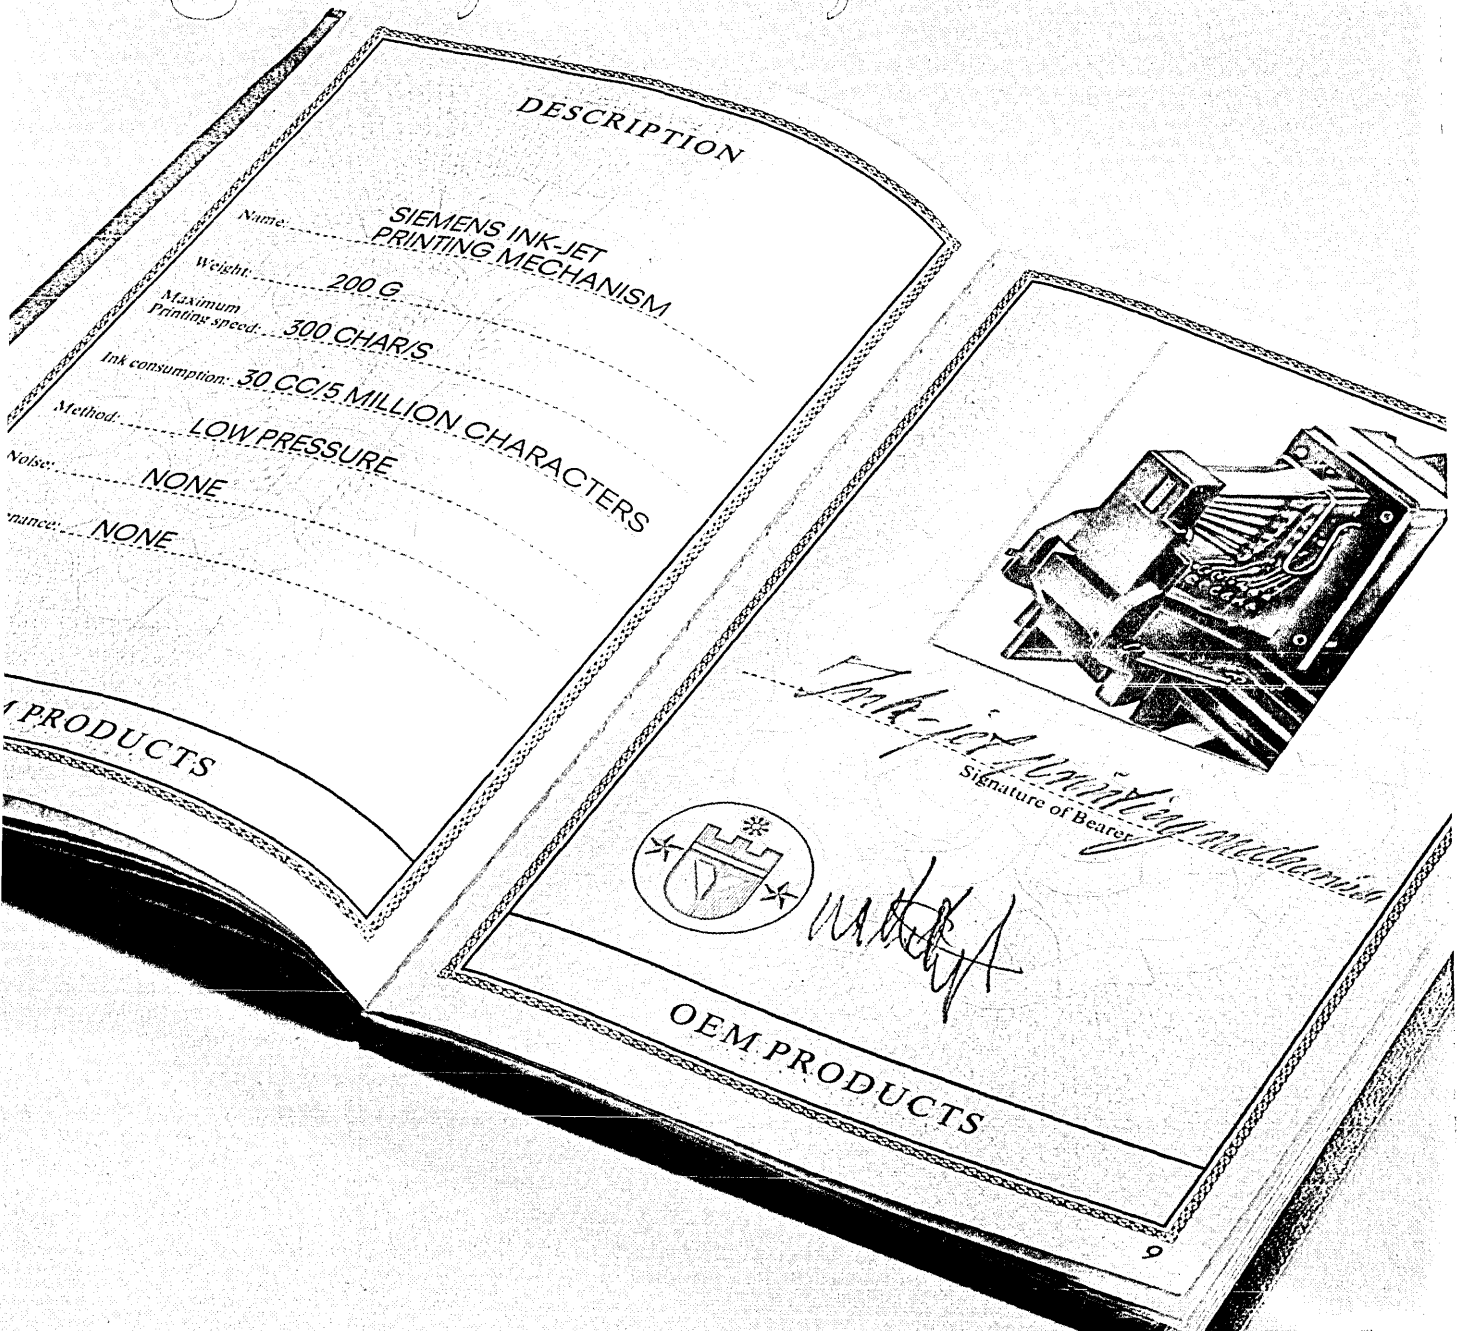 DESCRIPTION
Name: SIEMENS INK-JET
PRINTING MECHANISM
Weight: 200 G
Maximum
Printing speed: 300 CHAR/S
Ink consumption: 30 CC/5 MILLION CHARACTERS
Method: LOW PRESSURE
Noise: NONE
enance: NONE
M PRODUCTS
Ink-jet printing mechanism
Signature of Bearer
OEM PRODUCTS
9